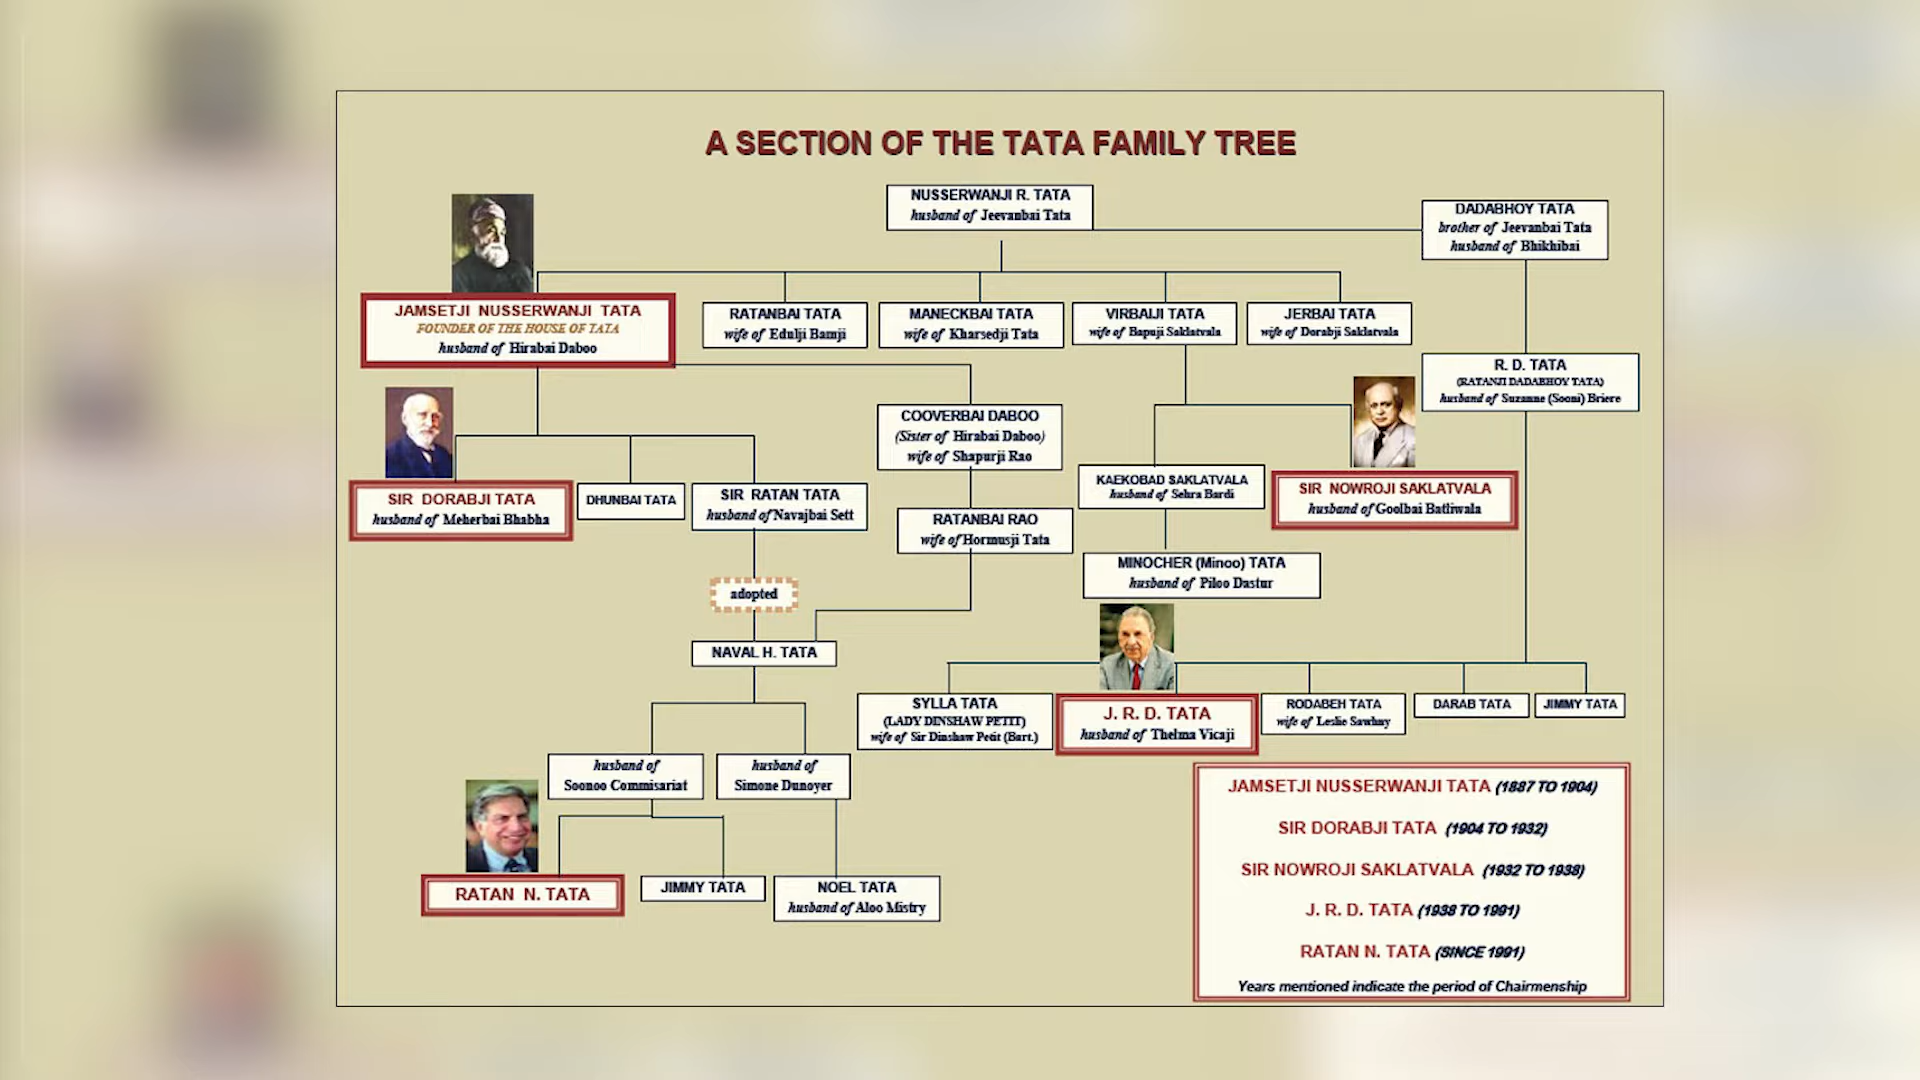 A SECTION OF THE TATA FAMILY TREE
NUSSERWANJI R. TATA
husband of Jeevanbai Tata
DADABHOY TATA
brother of Jeevanbai Tata
husband of Bhikhibai
JAMSETJI NUSSERWANJI TATA
FOUNDER OF THE HOUSE OF TATA
husband of Hirabai Daboo
RATANBAI TATA
wife of Edulji Bamji
MANECKBAI TATA
wife of Kharsedji Tata
VIRBAIJI TATA
wife of Bapuji Saklatvala
JERBAI TATA
wife of Dorabji Saklatvala
R. D. TATA
(RATANJI DADABHOY TATA)
husband of Suzanne (Sooni) Briere
COOVERBAI DABOO
(Sister of Hirabai Daboo)
wife of Shapurji Rao
SIR DORABJI TATA
husband of Meherbai Bhabha
DHUNBAI TATA
SIR RATAN TATA
husband of Navajbai Sett
KAEKOBAD SAKLATVALA
husband of Sehra Bardi
SIR NOWROJI SAKLATVALA
husband of Goolbai Batliwala
RATANBAI RAO
wife of Hormusji Tata
MINOCHER (Minoo) TATA
husband of Piloo Dastur
adopted
NAVAL H. TATA
SYLLA TATA
(LADY DINSHAW PETIT)
wife of Sir Dinshaw Petit (Bart.)
J. R. D. TATA
husband of Thelma Vicaji
RODABEH TATA
wife of Leslie Sawhny
DARAB TATA
JIMMY TATA
husband of
Soonoo Commisariat
husband of
Simone Dunoyer
RATAN N. TATA
JIMMY TATA
NOEL TATA
husband of Aloo Mistry
JAMSETJI NUSSERWANJI TATA (1887 TO 1904)
SIR DORABJI TATA (1904 TO 1932)
SIR NOWROJI SAKLATVALA (1932 TO 1938)
J. R. D. TATA (1938 TO 1991)
RATAN N. TATA (SINCE 1991)
Years mentioned indicate the period of Chairmenship